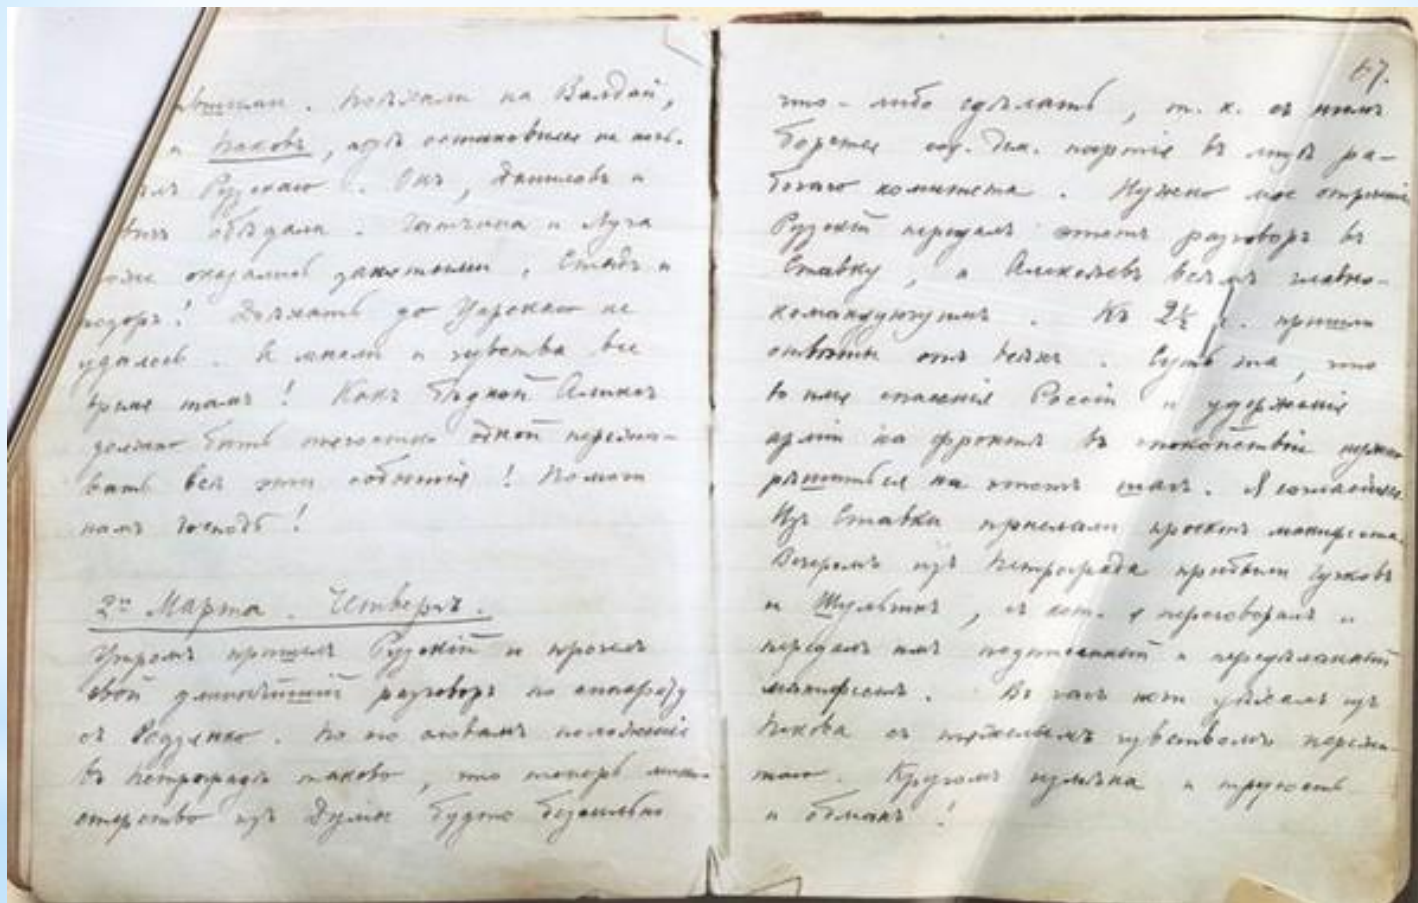 вшими. Поѣхали на Валдай,
и Псковъ, гдѣ остановился на ночь.
Рузскаго. Онъ, Даниловъ и
обѣдали. Гатчина и Луга
тоже оказались занятыми. Стыдъ и
позоръ! Доѣхать до Царскаго не
удалось. А мысли и чувства все
время тамъ! Какъ бѣдной Аликсъ
должно быть тягостно одной пережи-
вать всѣ эти событія! Помоги
намъ Господь!
2го Марта. Четвергъ.
Утромъ пришелъ Рузскій и прочелъ
свой длиннѣйшій разговоръ по аппарату
съ Родзянко. По его словамъ положеніе
въ Петроградѣ таково, что теперь мини-
стерство изъ Думы будто безсильно
67.
что-либо сдѣлать, т. к. съ нимъ
борется соц. дем. партія въ лицѣ ра-
бочаго комитета. Нужно мое отреченіе
Рузскій передалъ этотъ разговоръ въ
Ставку, а Алексѣевъ всѣмъ главно-
командующимъ. Къ 2½ ч. пришли
отвѣты отъ всѣхъ. Суть та, что
во имя спасенія Россіи и удержанія
арміи на фронтѣ въ спокойствіи нужно
рѣшиться на этотъ шагъ. Я согласился
Изъ Ставки прислали проектъ манифеста.
Вечеромъ изъ Петрограда прибыли Гучковъ
и Шульгинъ, съ кот. я переговорилъ и
передалъ имъ подписанный и передѣланный
манифестъ. Въ часъ ночи уѣхалъ изъ
Пскова съ тяжелымъ чувствомъ пережи-
таго. Кругомъ измѣна и трусость
и обманъ!